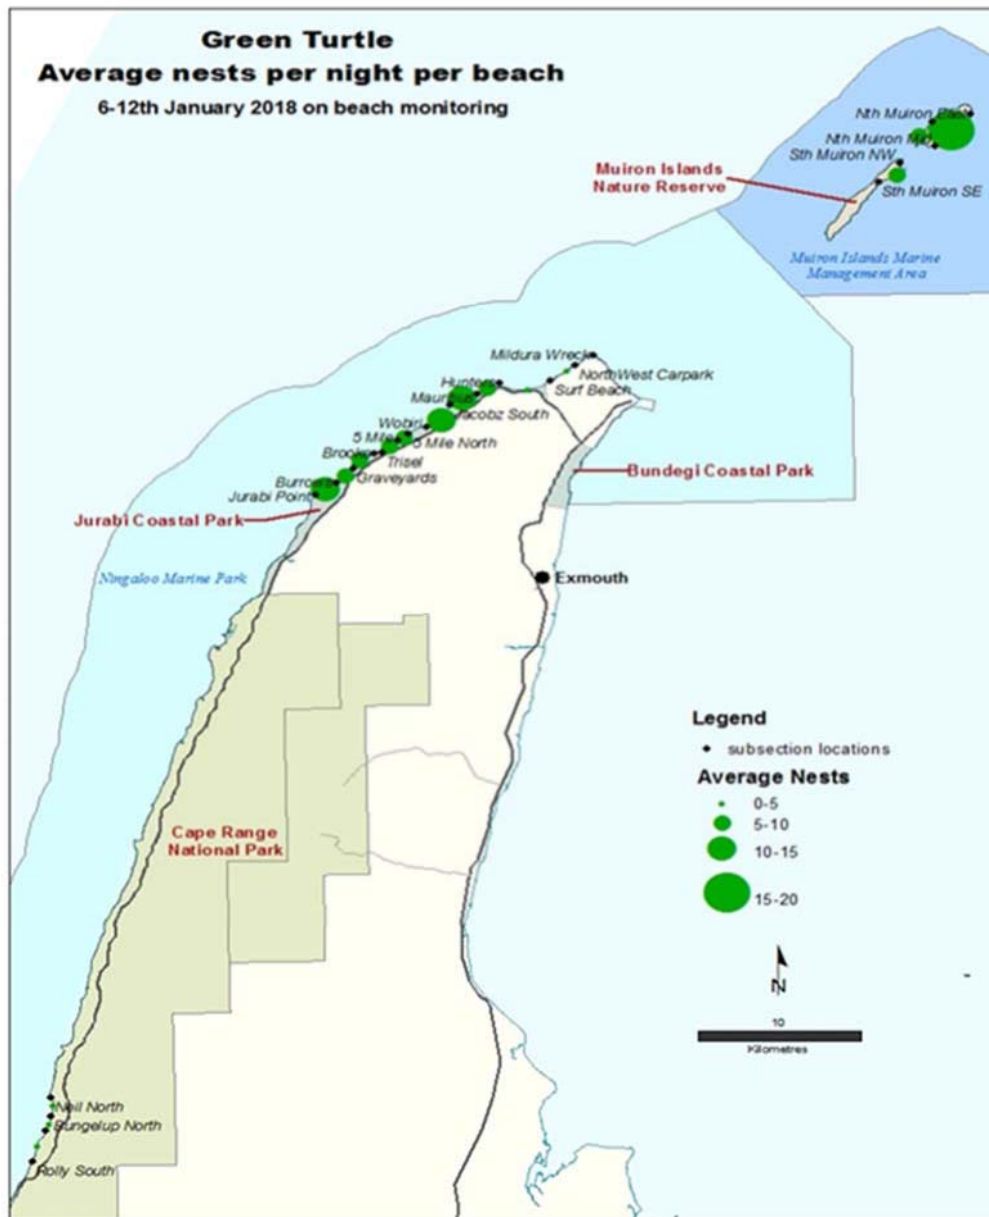 Green Turtle
Average nests per night per beach
6-12th January 2018 on beach monitoring
Nth Muiron East
Nth Muiron Mid
Sth Muiron NW
Muiron Islands
Nature Reserve
Sth Muiron SE
Muiron Islands Marine
Management Area
Mildura Wreck
NorthWest Carpark
Hunters
Surf Beach
Mauritius
Jacobz South
Wobiri
5 Mile
5 Mile North
Trisel
Bundegi Coastal Park
Graveyards
Jurabi Point
Jurabi Coastal Park
Ningaloo Marine Park
Exmouth
Legend
subsection locations
Average Nests
0-5
5-10
10-15
15-20
Cape Range
National Park
N
10
Kilometres
Neil North
Bungelup North
Rolly South